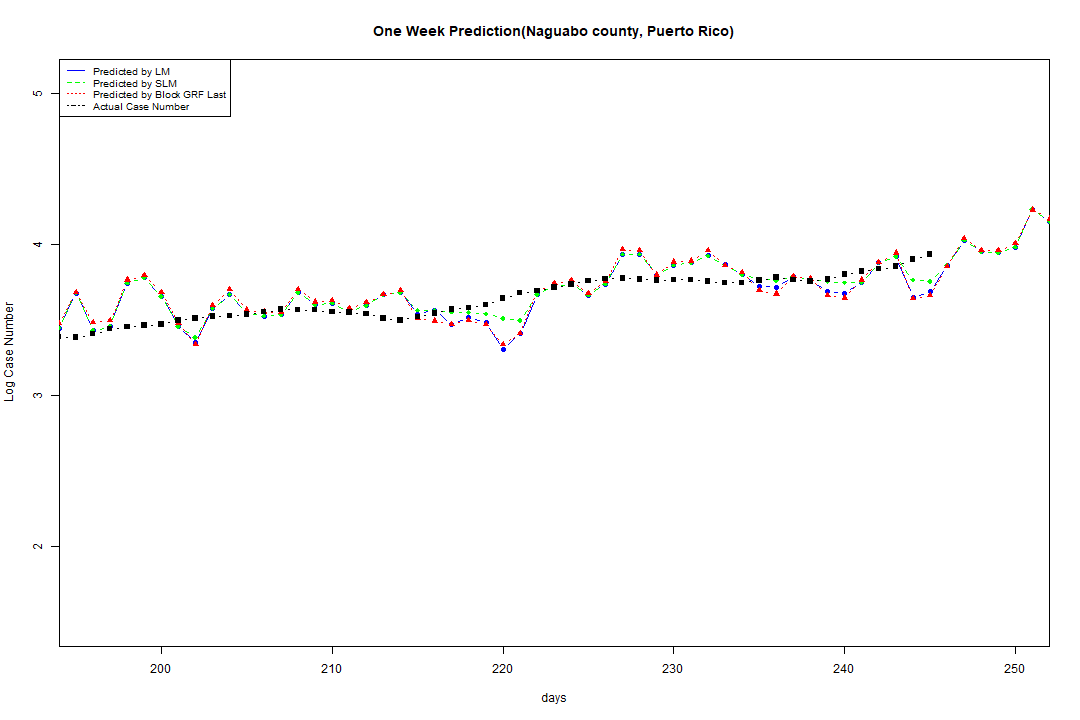 One Week Prediction(Naguabo county, Puerto Rico)
Predicted by LM
Predicted by SLM
Predicted by Block GRF Last
Actual Case Number
5
4
3
2
Log Case Number
200 210 220 230 240 250
days